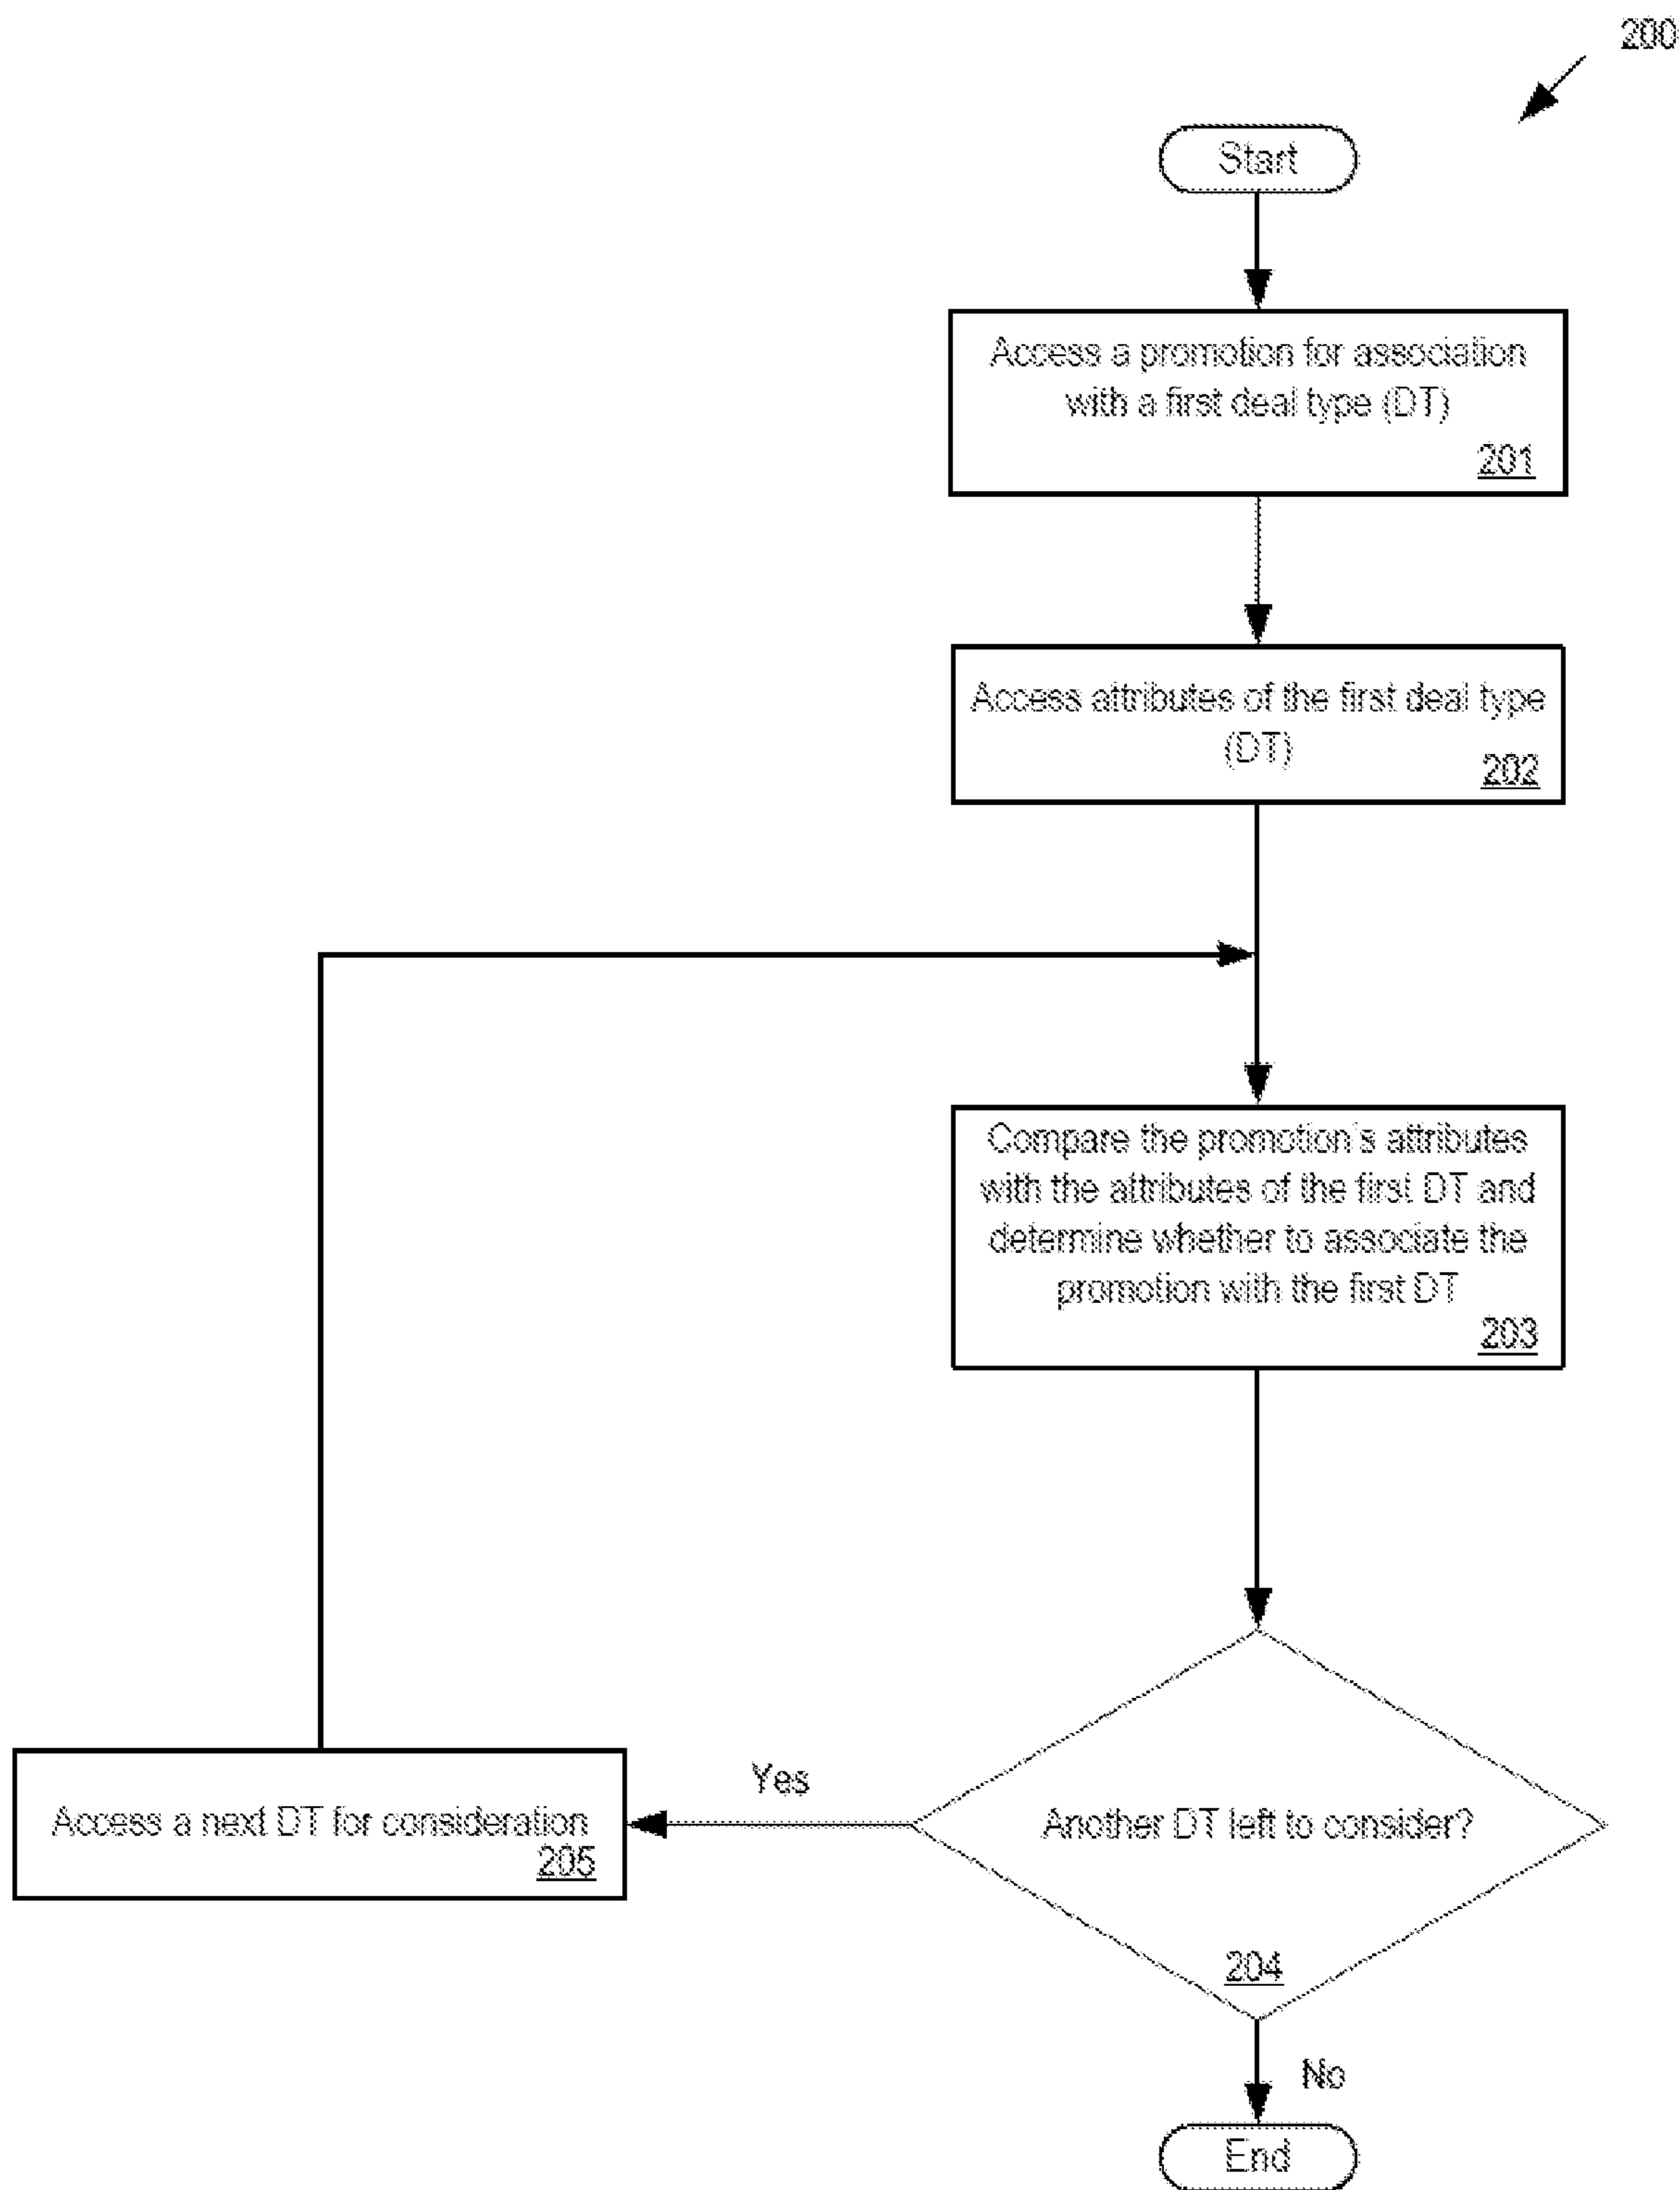 200
Start
Access a promotion for association
with a first deal type (DT)
201
Access attributes of the first deal type
(DT)
202
Compare the promotion's attributes
with the attributes of the first DT and
determine whether to associate the
promotion with the first DT
203
Another DT left to consider?
204
Yes
Access a next DT for consideration
205
No
End